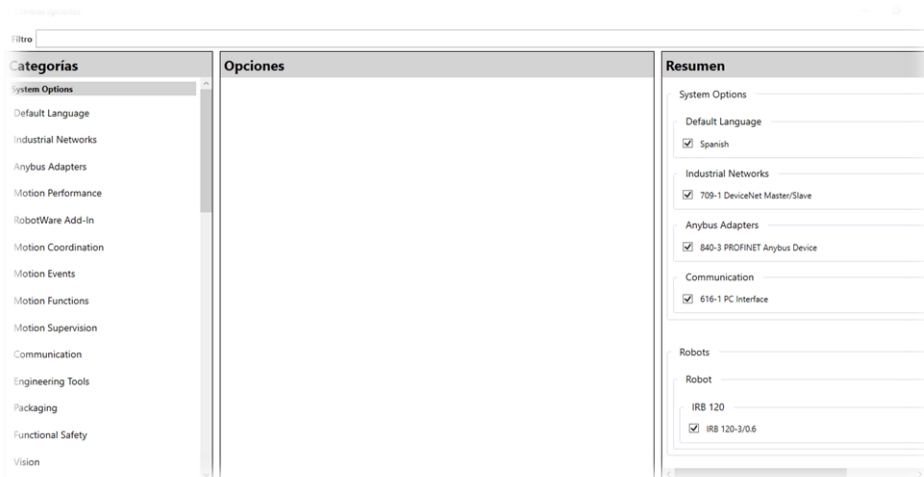 Filtro
Categorías
System Options
Default Language
Industrial Networks
Anybus Adapters
Motion Performance
RobotWare Add-In
Motion Coordination
Motion Events
Motion Functions
Motion Supervision
Communication
Engineering Tools
Packaging
Functional Safety
Vision
Opciones
Resumen
System Options
Default Language
Spanish
Industrial Networks
709-1 DeviceNet Master/Slave
Anybus Adapters
840-3 PROFINET Anybus Device
Communication
616-1 PC Interface
Robots
Robot
IRB 120
IRB 120-3/0.6